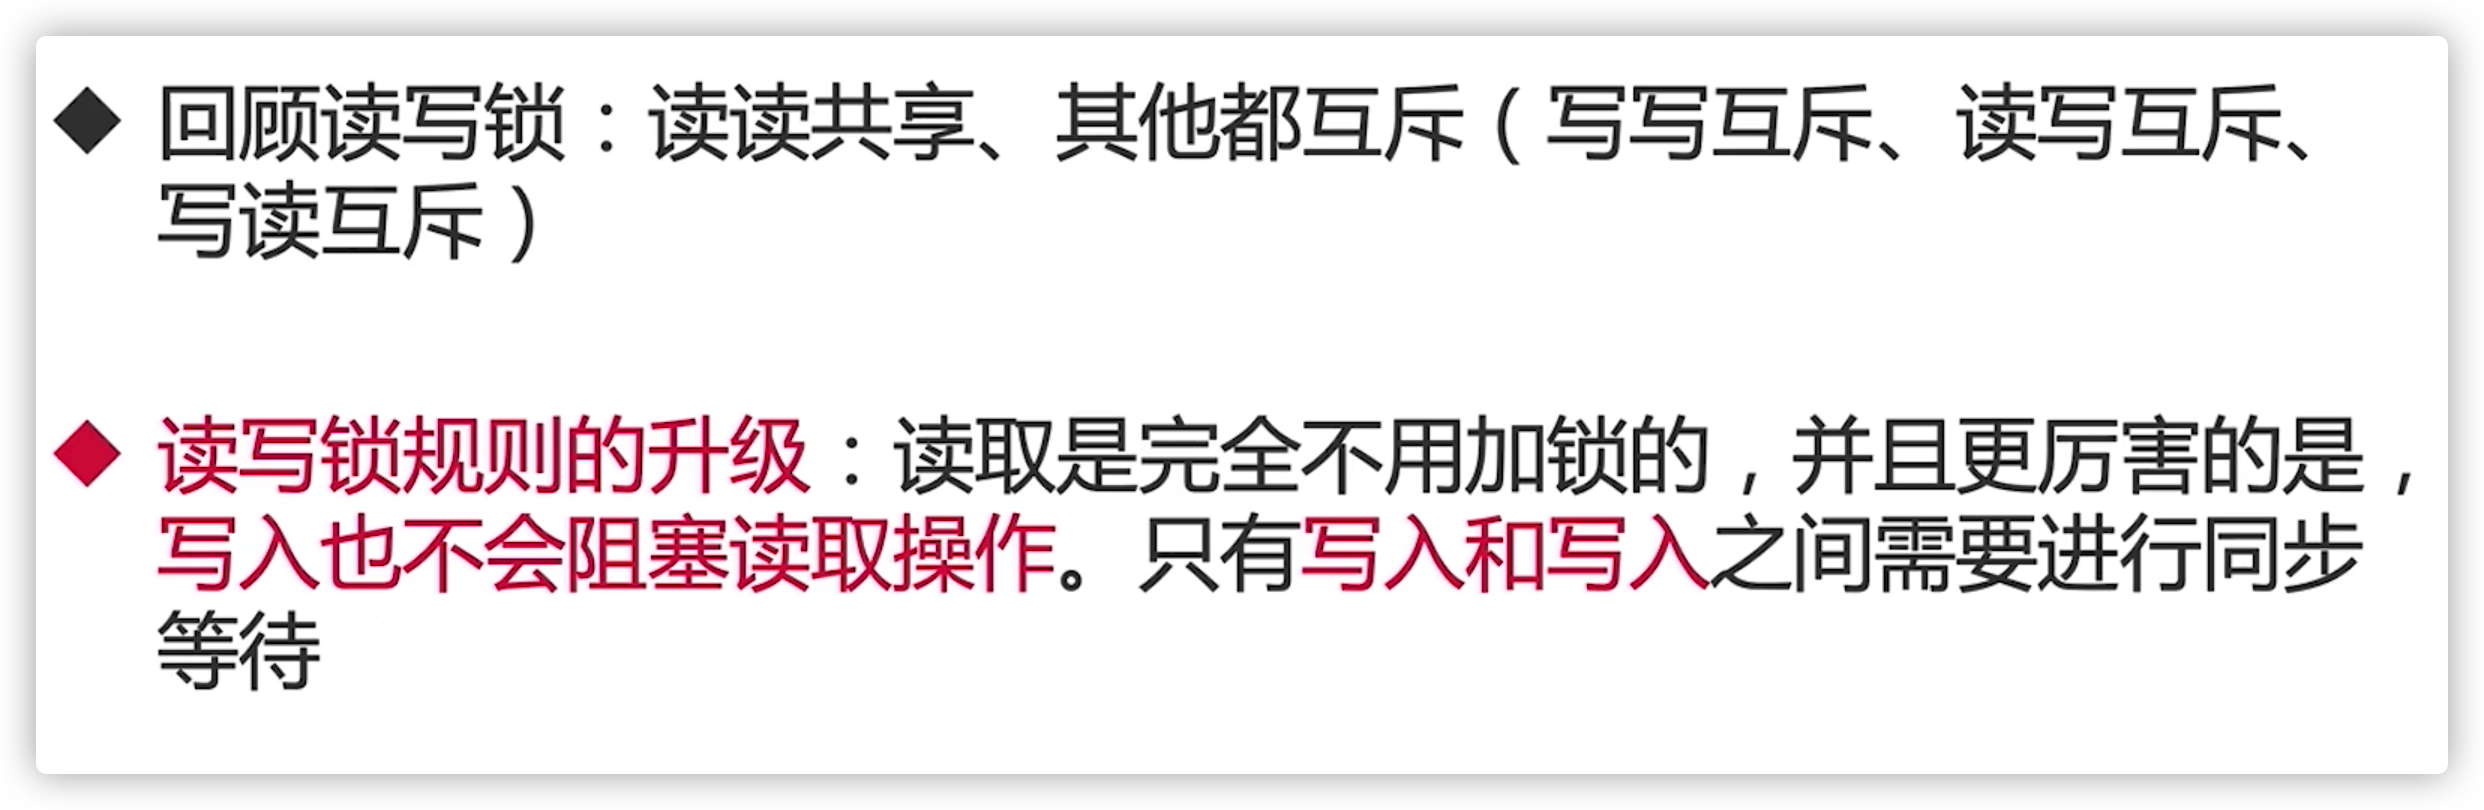 ◆ 回顾读写锁：读读共享、其他都互斥（写写互斥、读写互斥、
写读互斥）
◆ 读写锁规则的升级：读取是完全不用加锁的，并且更厉害的是，
写入也不会阻塞读取操作。只有写入和写入之间需要进行同步
等待